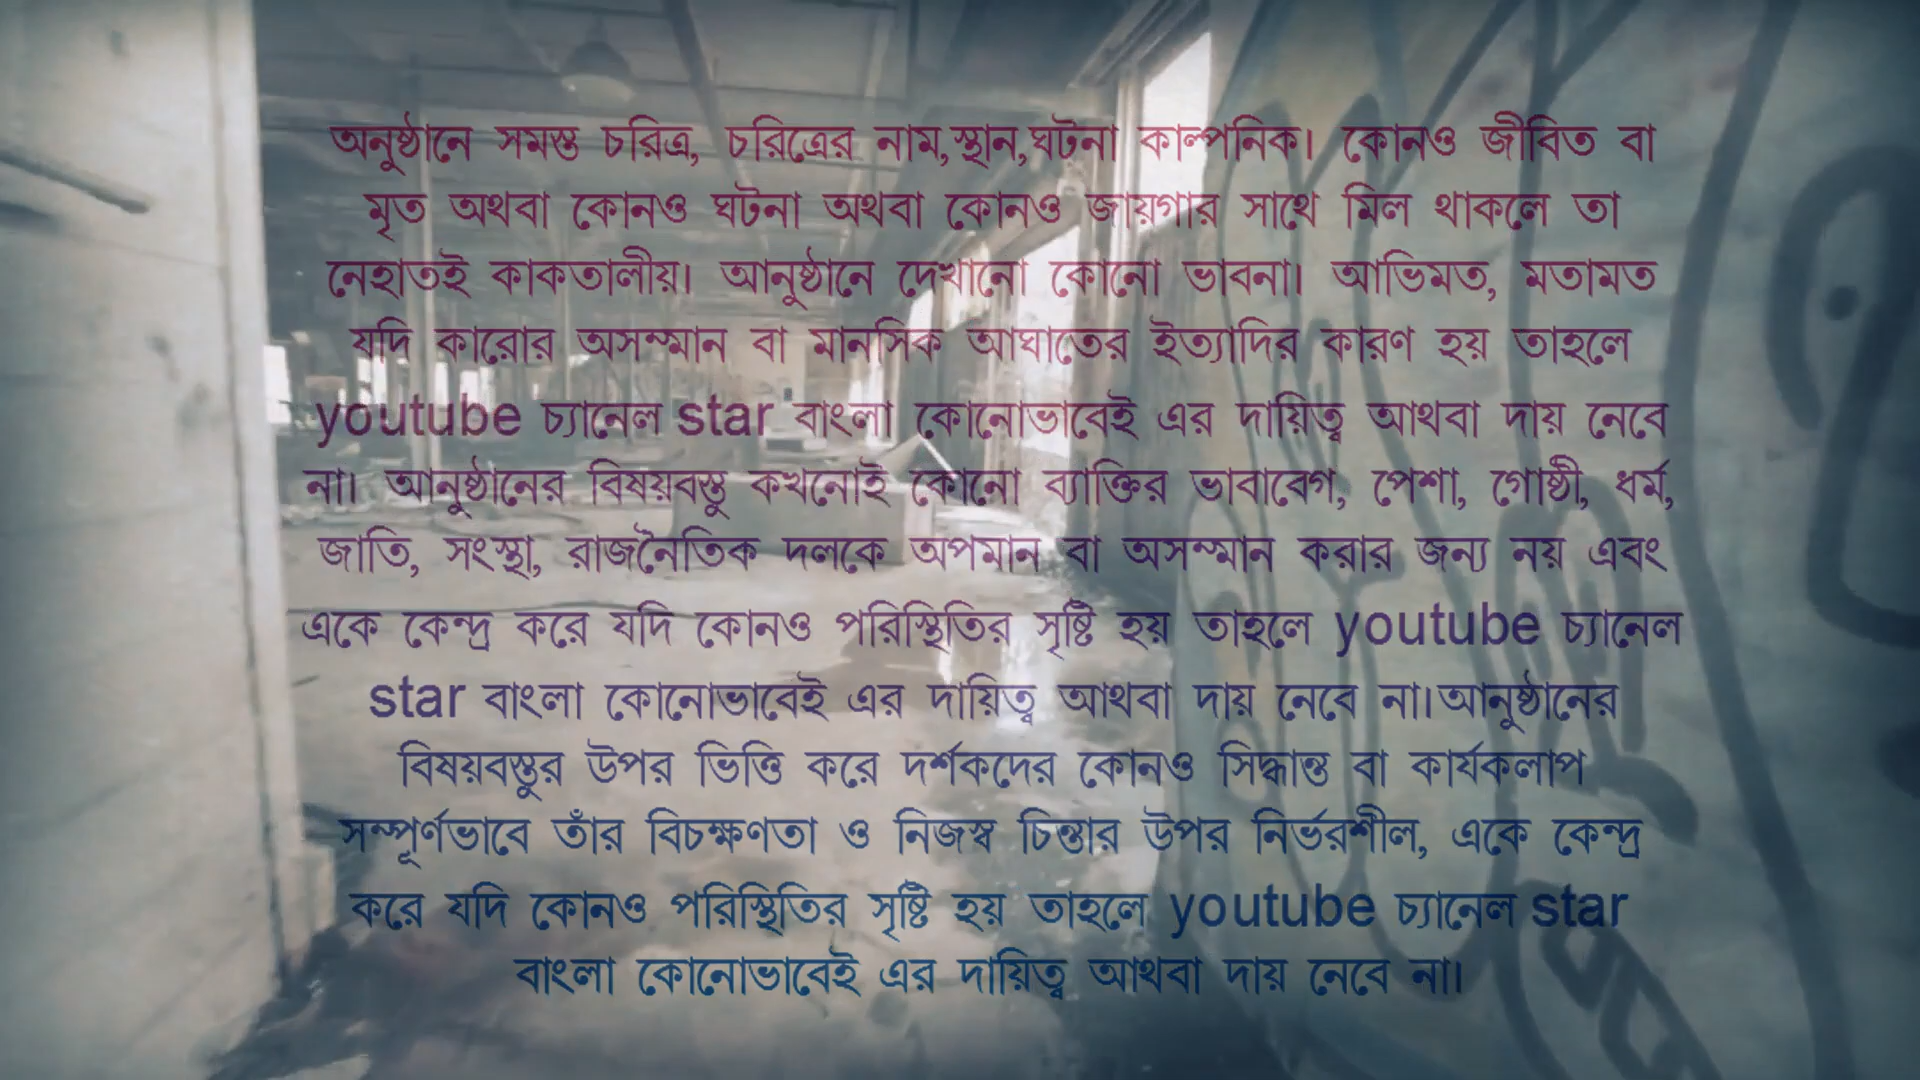 অনুষ্ঠানে সমস্ত চরিত্র, চরিত্রের নাম,স্থান,ঘটনা কাল্পনিক। কোনও জীবিত বা
মৃত অথবা কোনও ঘটনা অথবা কোনও জায়গার সাথে মিল থাকলে তা
নেহাতই কাকতালীয়। আনুষ্ঠানে দেখানো কোনো ভাবনা। আভিমত, মতামত
যদি কারোর অসম্মান বা মানসিক আঘাতের ইত্যাদির কারণ হয় তাহলে
youtube চ্যানেল star বাংলা কোনোভাবেই এর দায়িত্ব আথবা দায় নেবে
না। আনুষ্ঠানের বিষয়বস্তু কখনোই কোনো ব্যাক্তির ভাবাবেগ, পেশা, গোষ্ঠী, ধর্ম,
জাতি, সংস্থা, রাজনৈতিক দলকে অপমান বা অসম্মান করার জন্য নয় এবং
একে কেন্দ্র করে যদি কোনও পরিস্থিতির সৃষ্টি হয় তাহলে youtube চ্যানেল
star বাংলা কোনোভাবেই এর দায়িত্ব আথবা দায় নেবে না।আনুষ্ঠানের
বিষয়বস্তুর উপর ভিত্তি করে দর্শকদের কোনও সিদ্ধান্ত বা কার্যকলাপ
সম্পূর্ণভাবে তাঁর বিচক্ষণতা ও নিজস্ব চিন্তার উপর নির্ভরশীল, একে কেন্দ্র
করে যদি কোনও পরিস্থিতির সৃষ্টি হয় তাহলে youtube চ্যানেল star
বাংলা কোনোভাবেই এর দায়িত্ব আথবা দায় নেবে না।